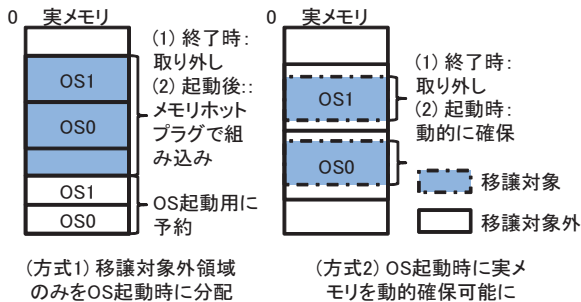 0 実メモリ
(1) 終了時:
取り外し
(2) 起動後::
メモリホット
プラグで組
み込み
OS1
OS0
OS1
OS0
OS起動用に
予約
(方式1) 移譲対象外領域
のみをOS起動時に分配
0 実メモリ
(1) 終了時:
取り外し
(2) 起動時:
動的に確保
OS1
OS0
移譲対象
移譲対象外
(方式2) OS起動時に実メ
モリを動的確保可能に